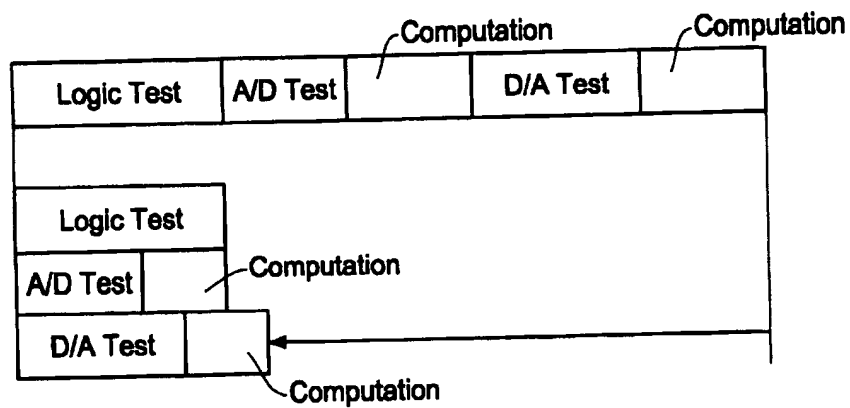 Computation
Computation
Logic Test
A/D Test
D/A Test
Logic Test
A/D Test
Computation
D/A Test
Computation